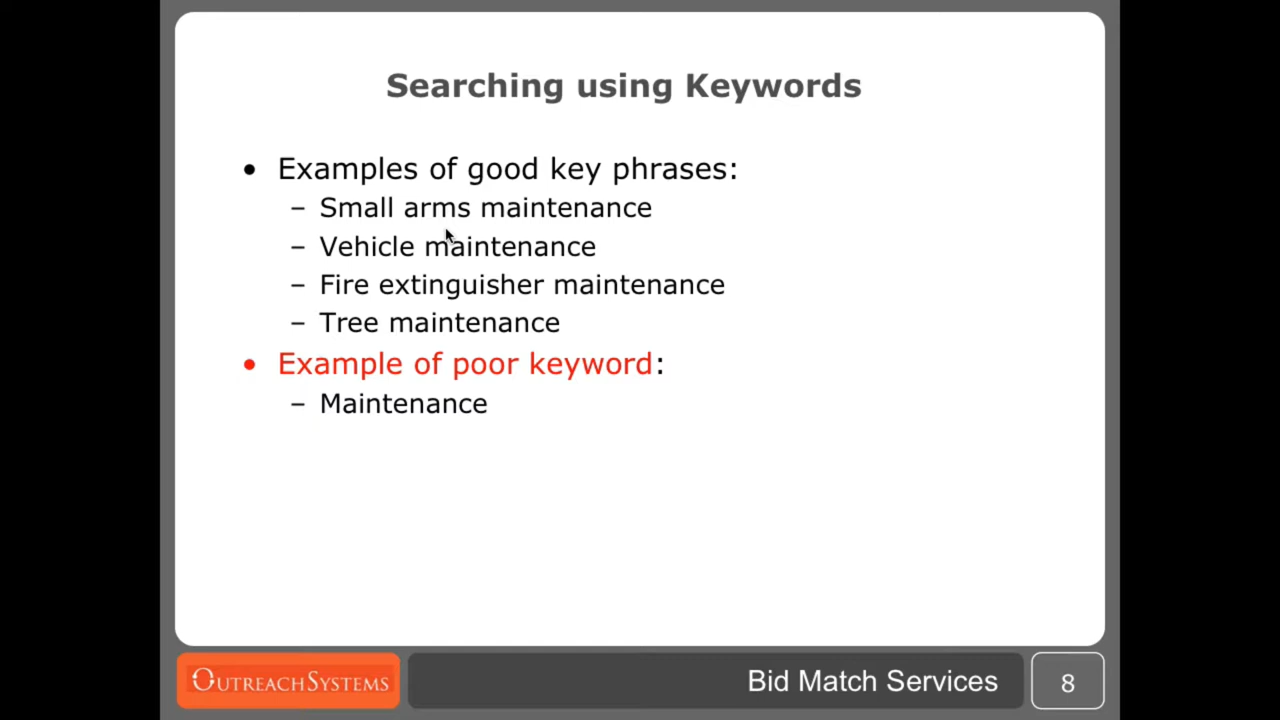 Searching using Keywords
• Examples of good key phrases:
– Small arms maintenance
– Vehicle maintenance
– Fire extinguisher maintenance
– Tree maintenance
• Example of poor keyword:
– Maintenance
OUTREACHSYSTEMS
Bid Match Services
8